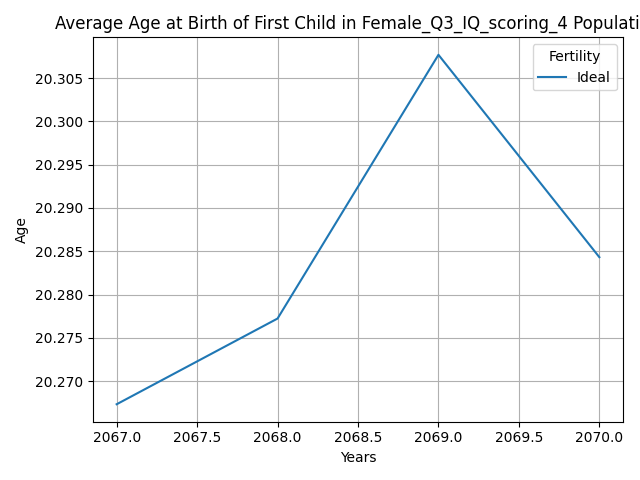 Average Age at Birth of First Child in Female_Q3_IQ_scoring_4 Populati
Fertility
Ideal
20.305
20.300
20.295
20.290
20.285
20.280
20.275
20.270
Age
2067.0 2067.5 2068.0 2068.5 2069.0 2069.5 2070.0
Years